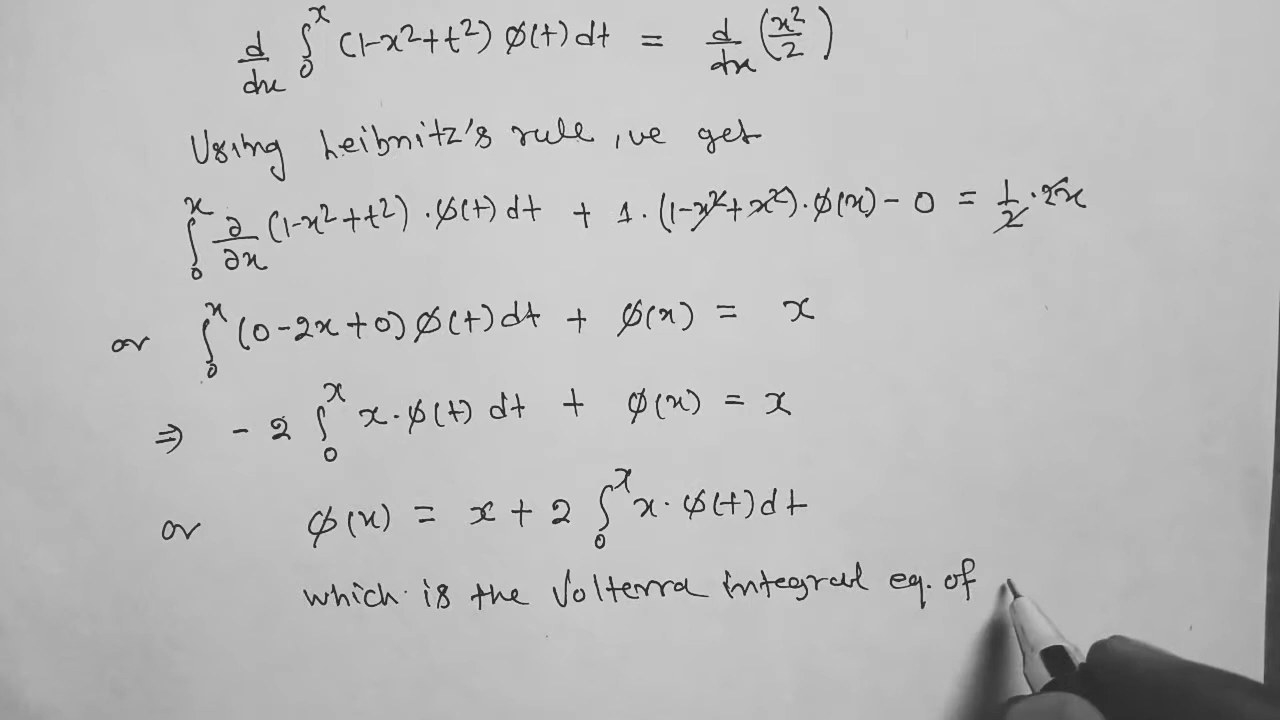 d/dx ∫₀ˣ (1-x²+t²) ∅(t) dt = d/dx (x²/2)
Using Leibnitz's rule, we get
∫₀ˣ ∂/∂x (1-x²+t²) · ∅(t) dt + 1 · (1-x²+x²) · ∅(x) - 0 = 1/2 · 2x
or ∫₀ˣ (0-2x+0) ∅(t) dt + ∅(x) = x
⇒ -2 ∫₀ˣ x · ∅(t) dt + ∅(x) = x
or ∅(x) = x + 2 ∫₀ˣ x · ∅(t) dt
which is the Volterra integral eq. of